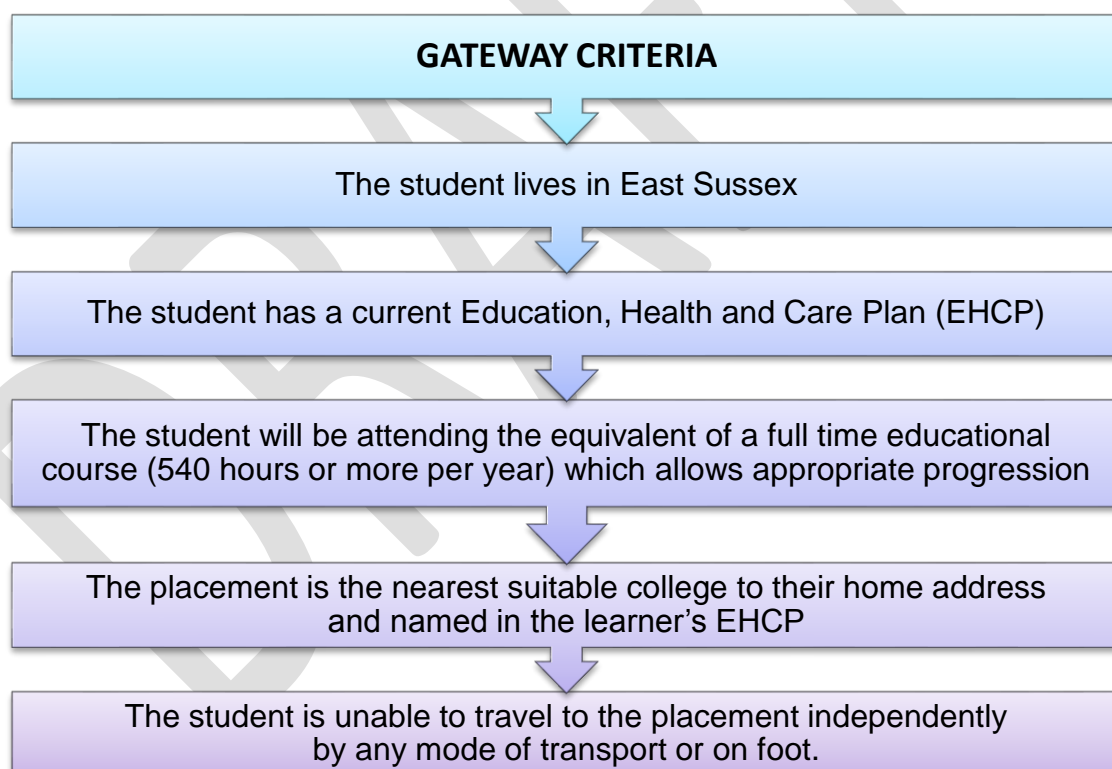 GATEWAY CRITERIA
The student lives in East Sussex
The student has a current Education, Health and Care Plan (EHCP)
The student will be attending the equivalent of a full time educational
course (540 hours or more per year) which allows appropriate progression
The placement is the nearest suitable college to their home address
and named in the learner’s EHCP
The student is unable to travel to the placement independently
by any mode of transport or on foot.